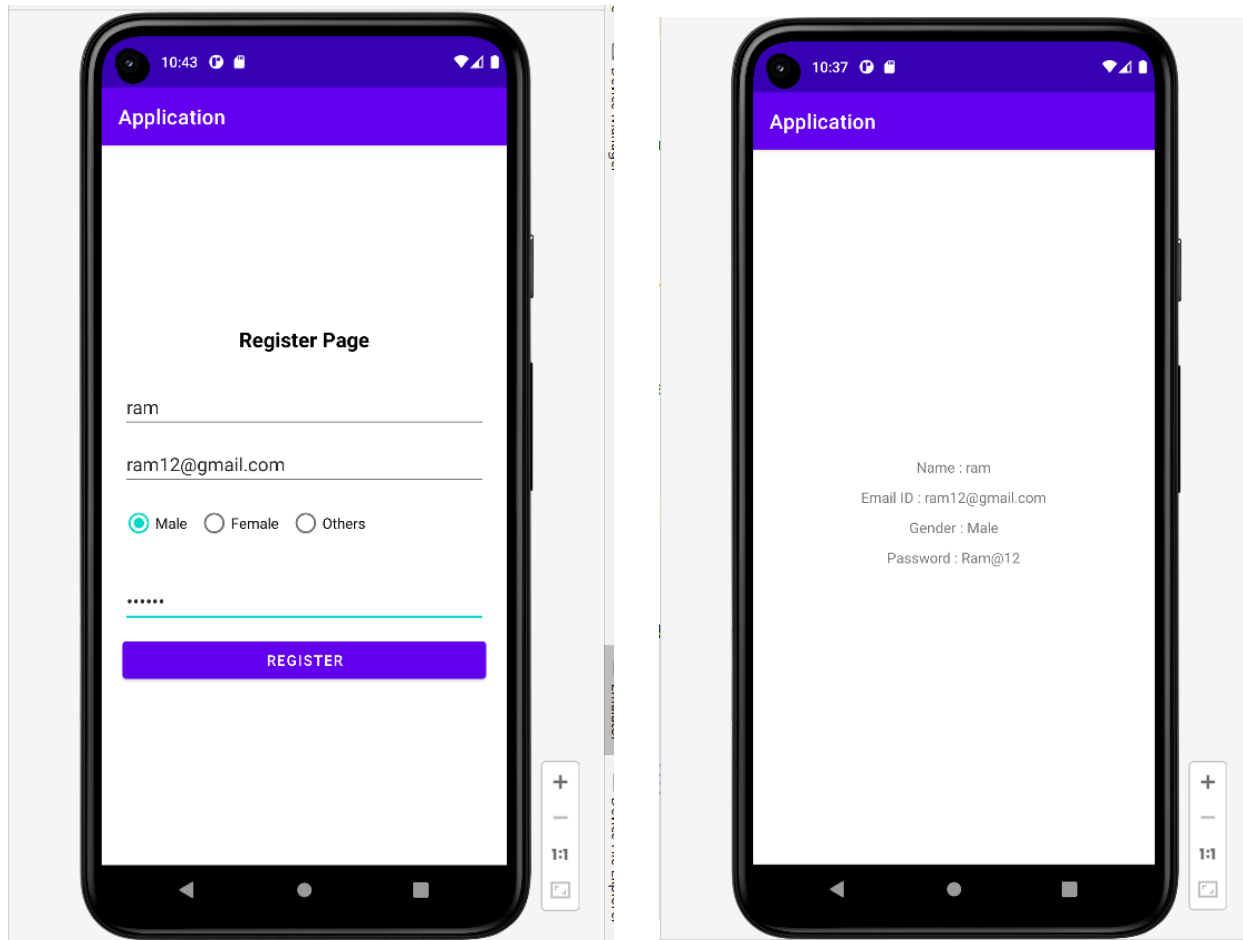 10:43
Application
Register Page
ram
ram12@gmail.com
Male Female Others
••••••
REGISTER
1:1
10:37
Application
Name : ram
Email ID : ram12@gmail.com
Gender : Male
Password : Ram@12
1:1